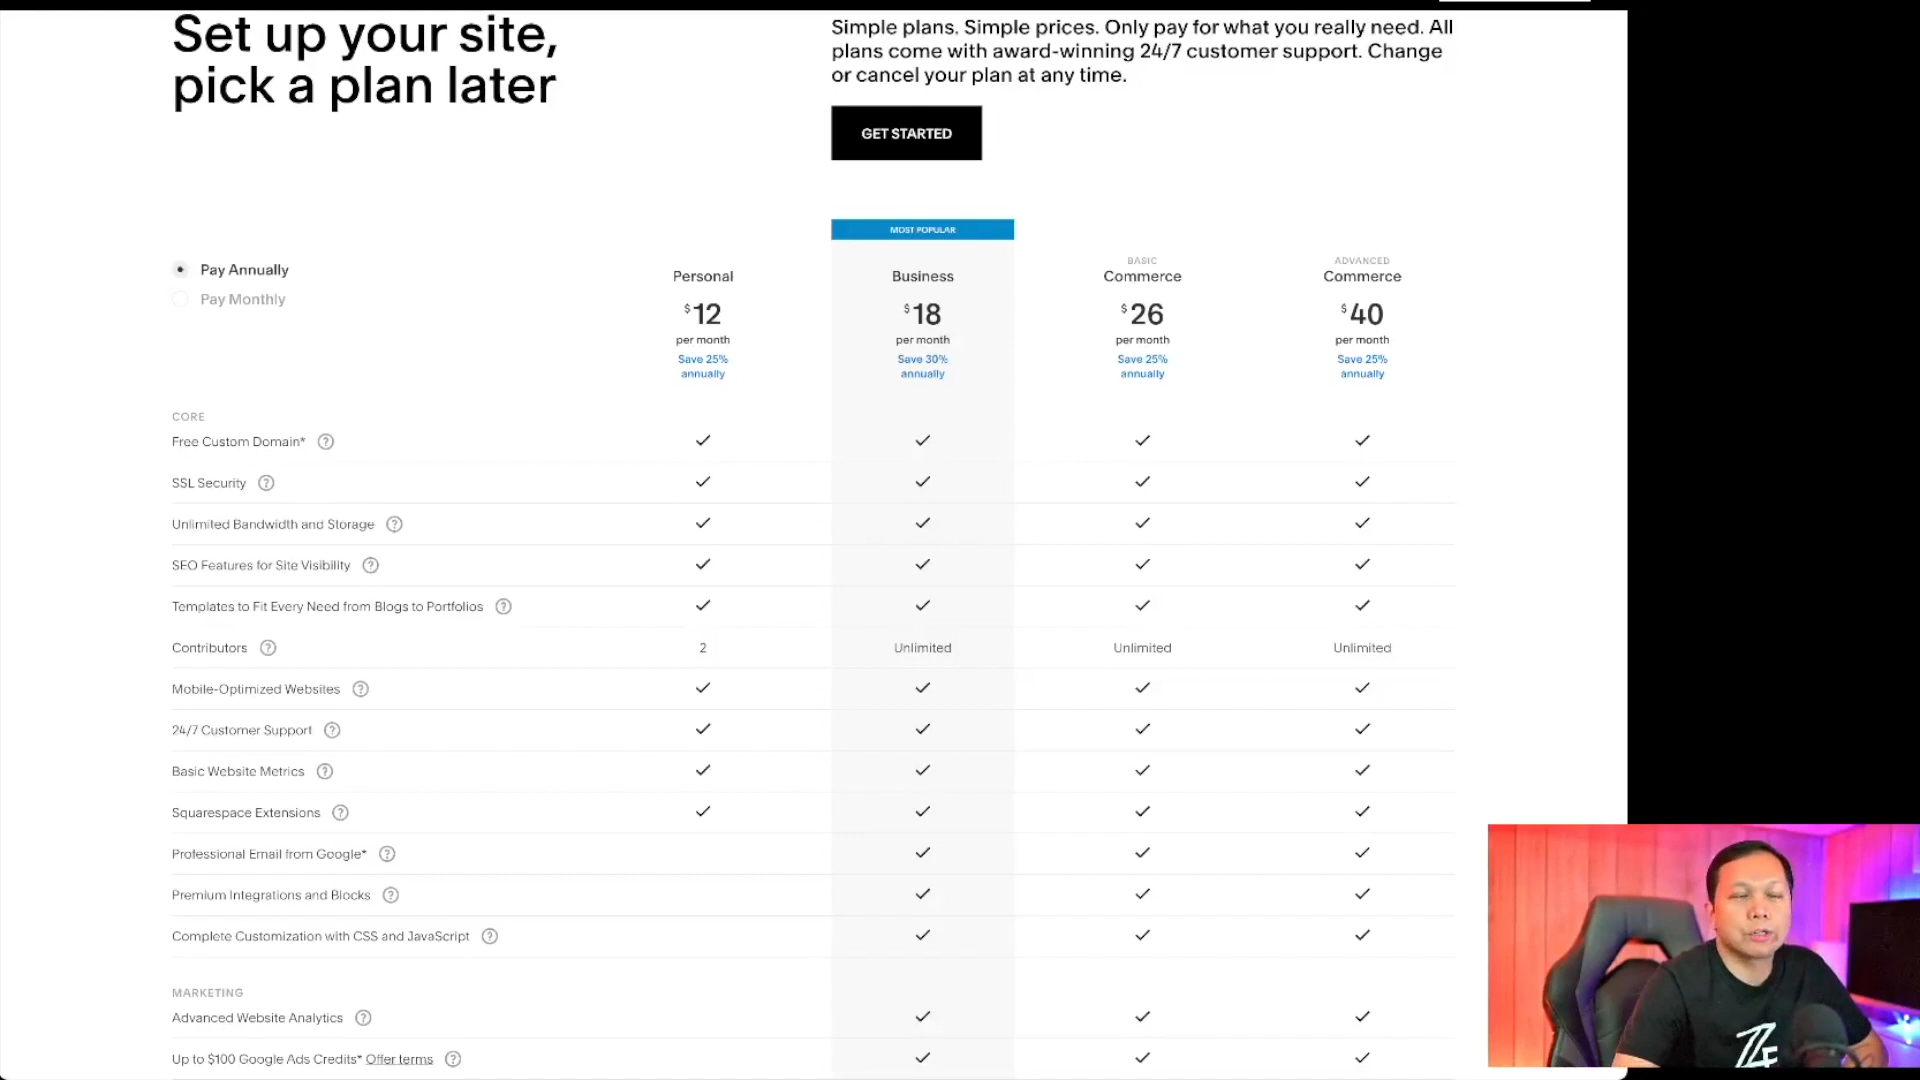 Set up your site,
pick a plan later
Simple plans. Simple prices. Only pay for what you really need. All
plans come with award-winning 24/7 customer support. Change
or cancel your plan at any time.
GET STARTED
MOST POPULAR
Pay Annually
Pay Monthly
Personal
$12
per month
Save 25%
annually
Business
$18
per month
Save 30%
annually
BASIC
Commerce
$26
per month
Save 25%
annually
ADVANCED
Commerce
$40
per month
Save 25%
annually
CORE
Free Custom Domain* ?
SSL Security ?
Unlimited Bandwidth and Storage ?
SEO Features for Site Visibility ?
Templates to Fit Every Need from Blogs to Portfolios ?
Contributors ? 2 Unlimited Unlimited Unlimited
Mobile-Optimized Websites ?
24/7 Customer Support ?
Basic Website Metrics ?
Squarespace Extensions ?
Professional Email from Google* ?
Premium Integrations and Blocks ?
Complete Customization with CSS and JavaScript ?
MARKETING
Advanced Website Analytics ?
Up to $100 Google Ads Credits* Offer terms ?